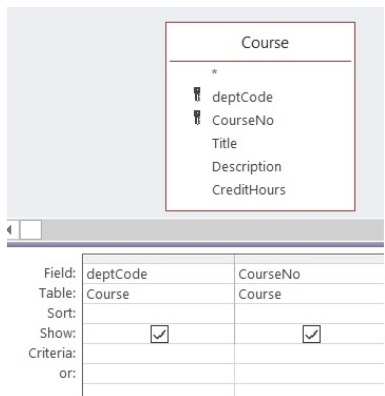 Course
*
deptCode
CourseNo
Title
Description
CreditHours
Field: deptCode CourseNo
Table: Course Course
Sort:
Show:
Criteria:
or: